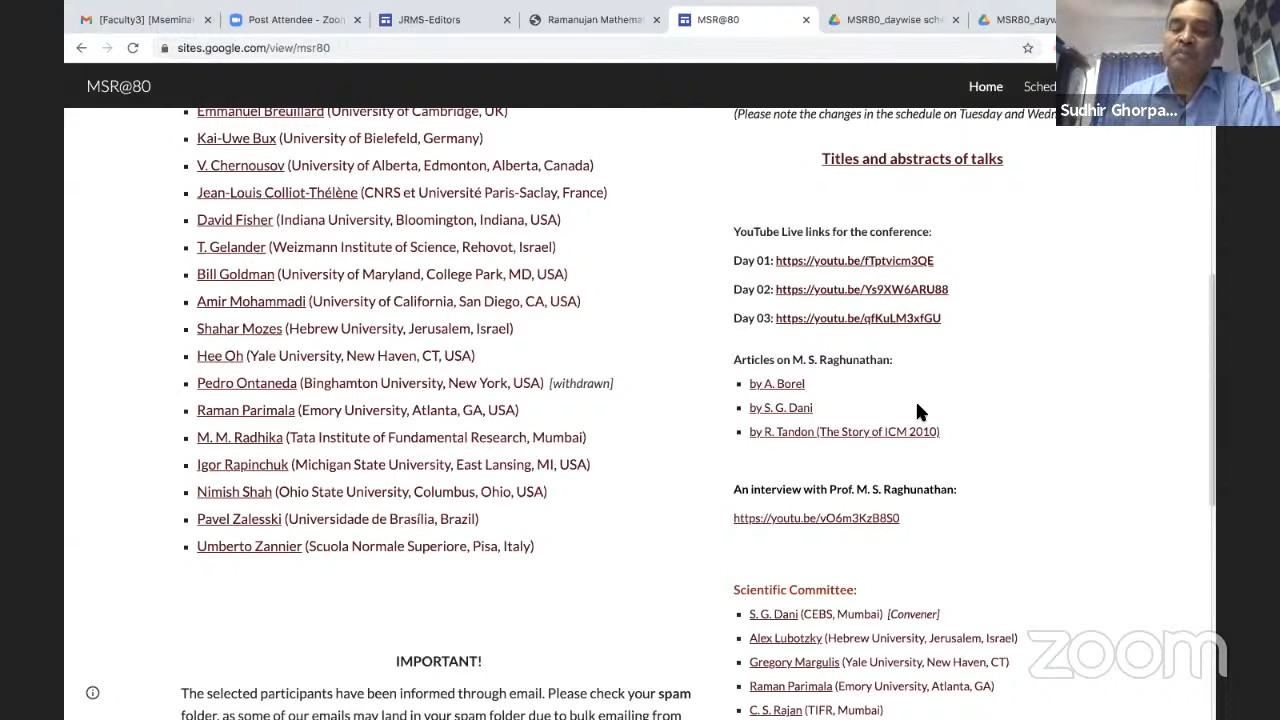 [Faculty3] [Msemina
Post Attendee - Zoon
JRMS-Editors
Ramanujan Mathema
MSR@80
MSR80_daywise sch
MSR80_dayw
sites.google.com/view/msr80
MSR@80
Home
Sched
Sudhir Ghorpa...
Emmanuel Breuillard (University of Cambridge, UK)
Kai-Uwe Bux (University of Bielefeld, Germany)
V. Chernousov (University of Alberta, Edmonton, Alberta, Canada)
Jean-Louis Colliot-Thélène (CNRS et Université Paris-Saclay, France)
David Fisher (Indiana University, Bloomington, Indiana, USA)
T. Gelander (Weizmann Institute of Science, Rehovot, Israel)
Bill Goldman (University of Maryland, College Park, MD, USA)
Amir Mohammadi (University of California, San Diego, CA, USA)
Shahar Mozes (Hebrew University, Jerusalem, Israel)
Hee Oh (Yale University, New Haven, CT, USA)
Pedro Ontaneda (Binghamton University, New York, USA) [withdrawn]
Raman Parimala (Emory University, Atlanta, GA, USA)
M. M. Radhika (Tata Institute of Fundamental Research, Mumbai)
Igor Rapinchuk (Michigan State University, East Lansing, MI, USA)
Nimish Shah (Ohio State University, Columbus, Ohio, USA)
Pavel Zalesski (Universidade de Brasília, Brazil)
Umberto Zannier (Scuola Normale Superiore, Pisa, Italy)
IMPORTANT!
The selected participants have been informed through email. Please check your spam
folder, as some of our emails may land in your spam folder due to bulk emailing from
(Please note the changes in the schedule on Tuesday and Wedn
Titles and abstracts of talks
YouTube Live links for the conference:
Day 01: https://youtu.be/fTptvicm3QE
Day 02: https://youtu.be/Ys9XW6ARU88
Day 03: https://youtu.be/qfKuLM3xfGU
Articles on M. S. Raghunathan:
by A. Borel
by S. G. Dani
by R. Tandon (The Story of ICM 2010)
An interview with Prof. M. S. Raghunathan:
https://youtu.be/vO6m3KzB8S0
Scientific Committee:
S. G. Dani (CEBS, Mumbai) [Convener]
Alex Lubotzky (Hebrew University, Jerusalem, Israel)
Gregory Margulis (Yale University, New Haven, CT)
Raman Parimala (Emory University, Atlanta, GA)
C. S. Rajan (TIFR, Mumbai)
zoom